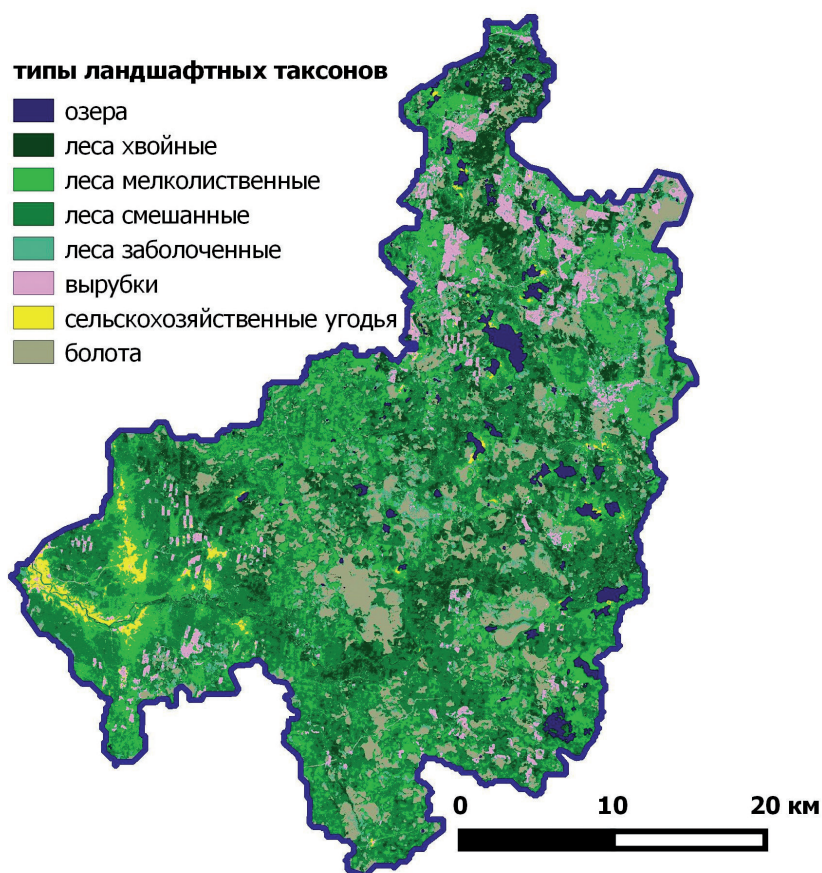 типы ландшафтных таксонов
озера
леса хвойные
леса мелколиственные
леса смешанные
леса заболоченные
вырубки
сельскохозяйственные угодья
болота
0 10 20 км